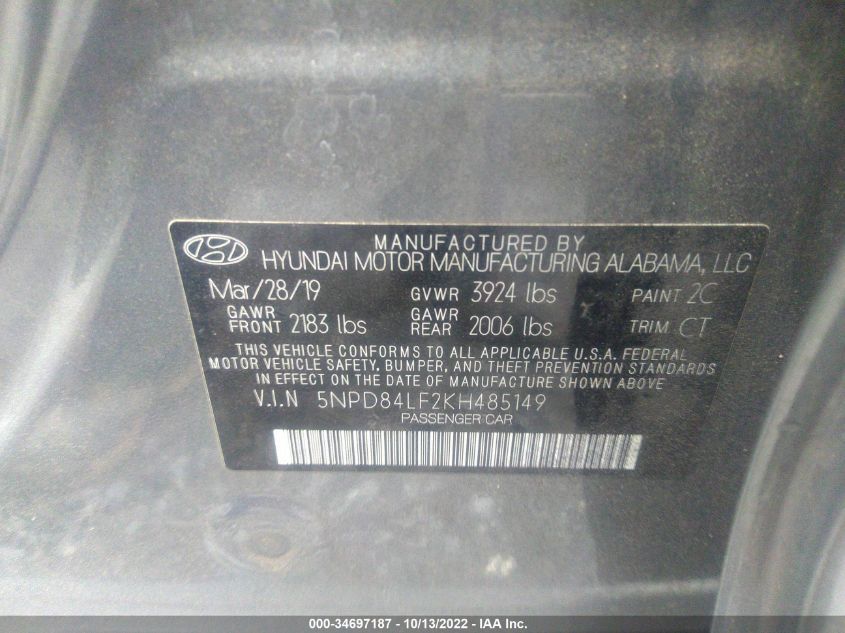 MANUFACTURED BY
HYUNDAI MOTOR MANUFACTURING ALABAMA, LLC
Mar/28/19 GVWR 3924 lbs PAINT 2C
GAWR FRONT 2183 lbs GAWR REAR 2006 lbs TRIM CT
THIS VEHICLE CONFORMS TO ALL APPLICABLE U.S.A. FEDERAL
MOTOR VEHICLE SAFETY, BUMPER, AND THEFT PREVENTION STANDARDS
IN EFFECT ON THE DATE OF MANUFACTURE SHOWN ABOVE
V.I.N 5NPD84LF2KH485149
PASSENGER CAR
000-34697187 - 10/13/2022 - IAA Inc.